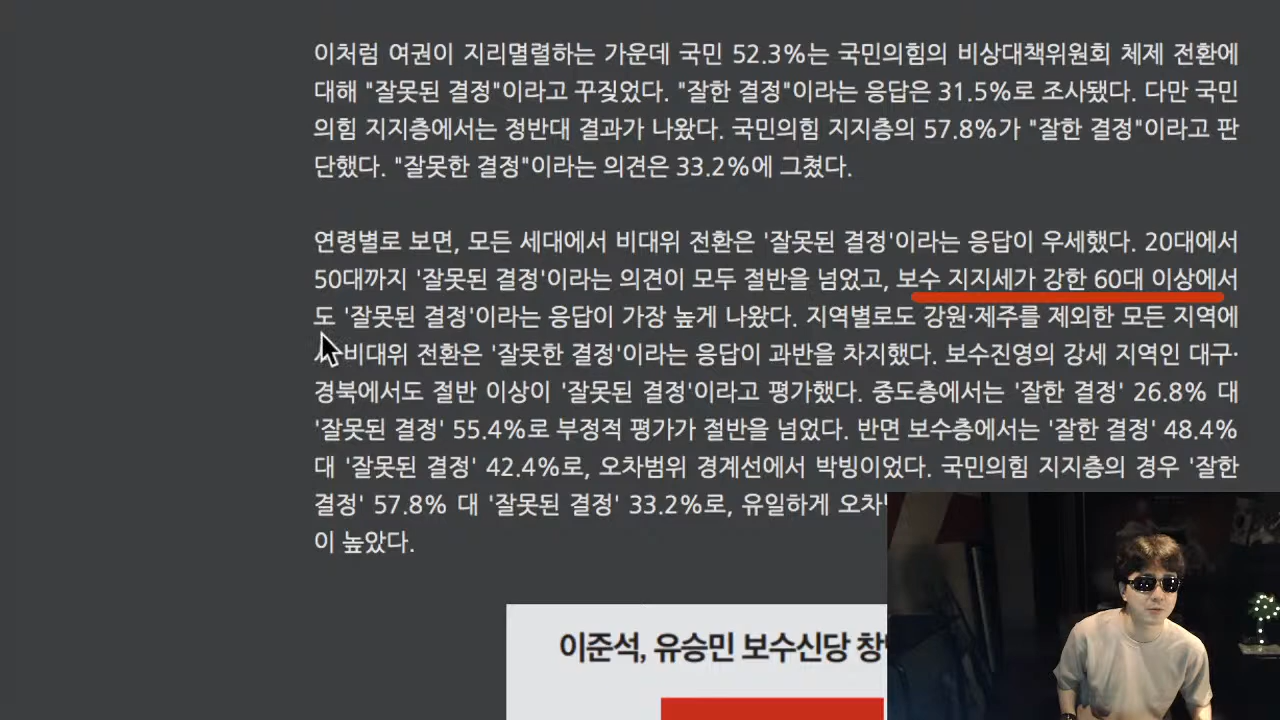 이처럼 여권이 지리멸렬하는 가운데 국민 52.3%는 국민의힘의 비상대책위원회 체제 전환에
대해 "잘못된 결정"이라고 꾸짖었다. "잘한 결정"이라는 응답은 31.5%로 조사됐다. 다만 국민
의힘 지지층에서는 정반대 결과가 나왔다. 국민의힘 지지층의 57.8%가 "잘한 결정"이라고 판
단했다. "잘못한 결정"이라는 의견은 33.2%에 그쳤다.
연령별로 보면, 모든 세대에서 비대위 전환은 '잘못된 결정'이라는 응답이 우세했다. 20대에서
50대까지 '잘못된 결정'이라는 의견이 모두 절반을 넘었고, 보수 지지세가 강한 60대 이상에서
도 '잘못된 결정'이라는 응답이 가장 높게 나왔다. 지역별로도 강원·제주를 제외한 모든 지역에
비대위 전환은 '잘못한 결정'이라는 응답이 과반을 차지했다. 보수진영의 강세 지역인 대구·
경북에서도 절반 이상이 '잘못된 결정'이라고 평가했다. 중도층에서는 '잘한 결정' 26.8% 대
'잘못된 결정' 55.4%로 부정적 평가가 절반을 넘었다. 반면 보수층에서는 '잘한 결정' 48.4%
대 '잘못된 결정' 42.4%로, 오차범위 경계선에서 박빙이었다. 국민의힘 지지층의 경우 '잘한
결정' 57.8% 대 '잘못된 결정' 33.2%로, 유일하게 오차
이 높았다.
이준석, 유승민 보수신당